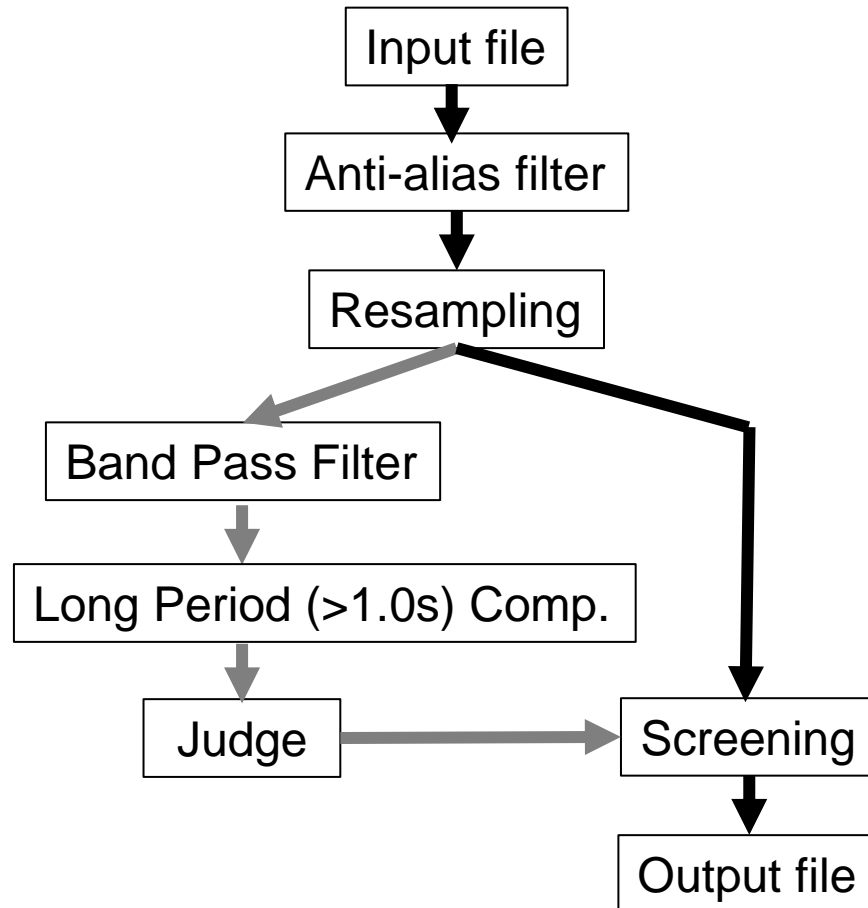 Input file
Anti-alias filter
Resampling
Band Pass Filter
Long Period (>1.0s) Comp.
Judge
Screening
Output file